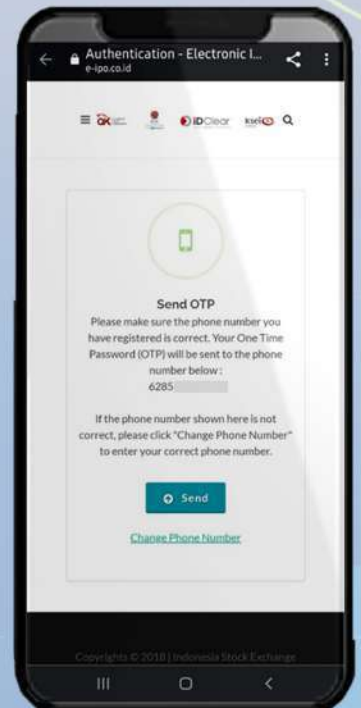 Authentication - Electronic I...
e-ipo.co.id
iDClear
ksei
Send OTP
Please make sure the phone number you
have registered is correct. Your One Time
Password (OTP) will be sent to the phone
number below :
6285
If the phone number shown here is not
correct, please click "Change Phone Number"
to enter your correct phone number.
Send
Change Phone Number
Copyrights © 2018 | Indonesia Stock Exchange